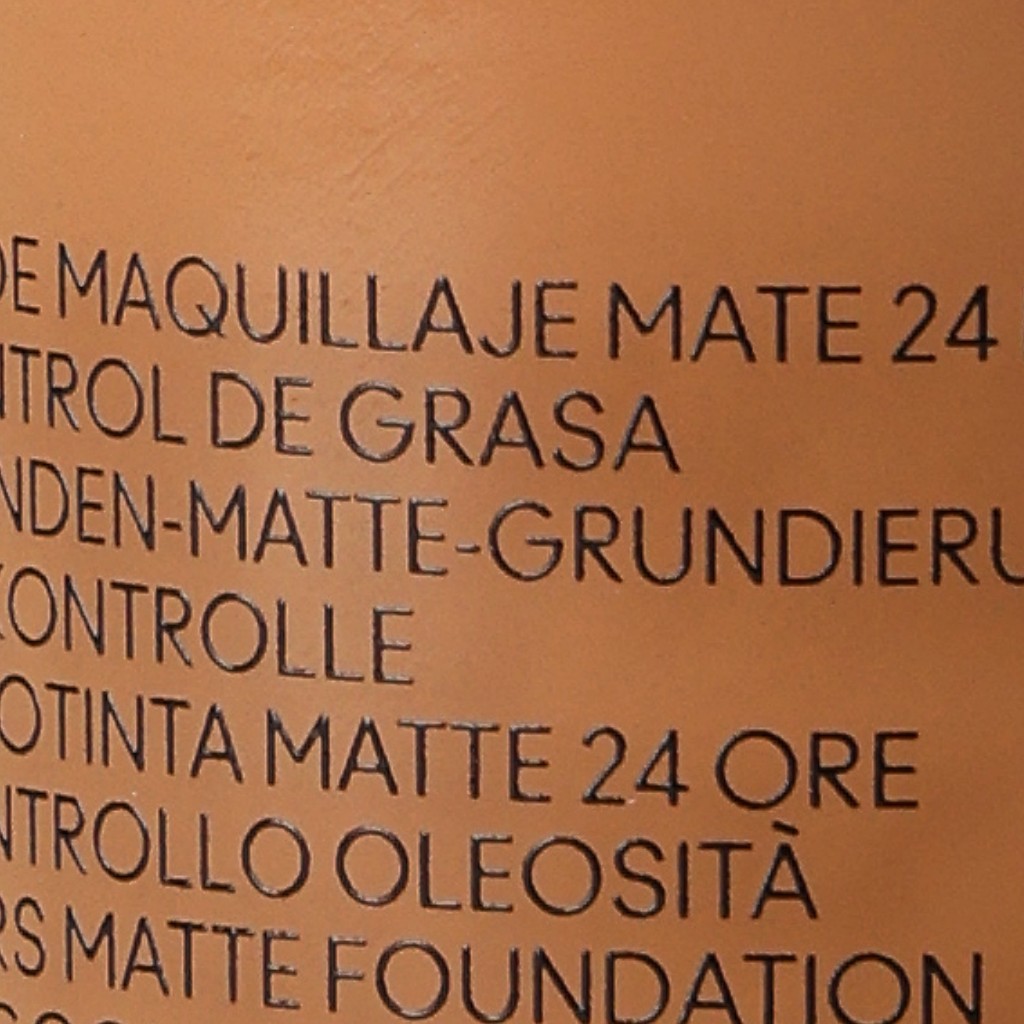 DE MAQUILLAJE MATE 24
NTROL DE GRASA
NDEN-MATTE-GRUNDIERU
KONTROLLE
OTINTA MATTE 24 ORE
NTROLLO OLEOSITÀ
RS MATTE FOUNDATION